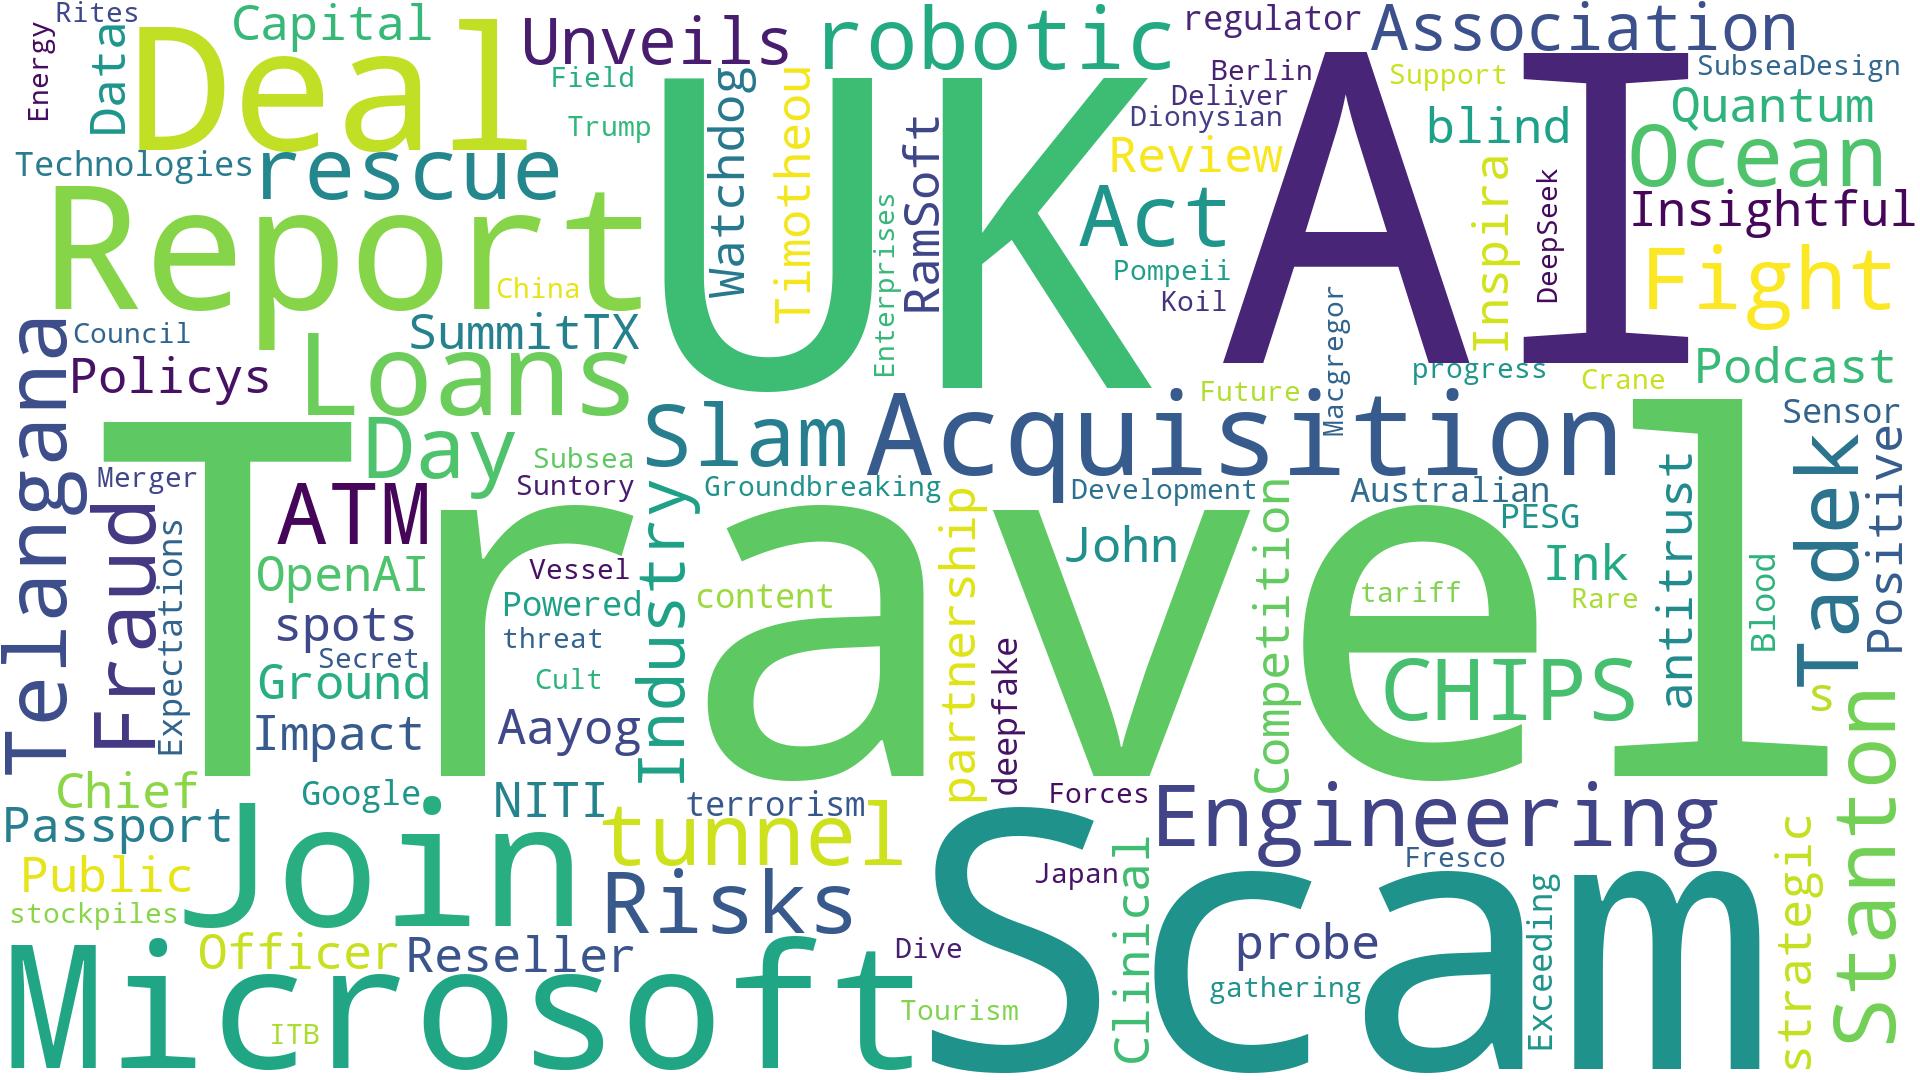 Rites
Capital
Unveils
robotic
regulator
Association
Energy
Data
Deal
Field
Watchdog
Timotheou
Berlin
Support
SubseaDesign
Deliver
Quantum
Trump
Dionysian
blind
Ocean
UK
AI
RamSoft
Technologies
rescue
Review
Inspira
DeepSeek
Report
Act
Insightful
Enterprises
China
Pompeii
Koil
Fight
Macgregor
Telangana
Council
SummitTX
Policys
Loans
progress
Podcast
Future
Crane
Acquisition
Sensor
Slam
Day
Positive
Travel
Merger
Subsea
Suntory
Groundbreaking
Development
Australian
Tadek
Fraud
ATM
Industry
partnership
Competition
PESG
antitrust
Expectations
OpenAI
Vessel
John
Ink
Blood
Powered
content
tariff
Rare
spots
threat
deepfake
Secret
Ground
Cult
CHIPS
s
Stanton
Impact
Aayog
Chief
Google
NITI
terrorism
Forces
Engineering
Passport
Join
tunnel
Scam
Public
Risks
Japan
Clinical
Fresco
Exceeding
strategic
stockpiles
Officer
Reseller
Dive
probe
Microsoft
gathering
Tourism
ITB